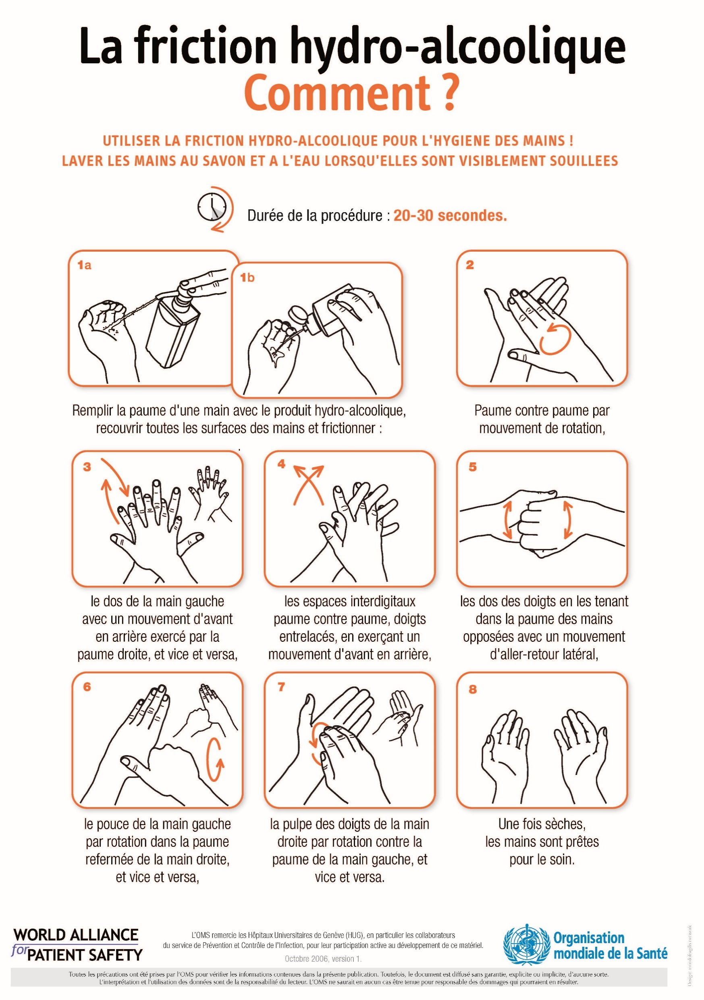 La friction hydro-alcoolique
Comment ?
UTILISER LA FRICTION HYDRO-ALCOOLIQUE POUR L'HYGIENE DES MAINS !
LAVER LES MAINS AU SAVON ET A L'EAU LORSQU'ELLES SONT VISIBLEMENT SOUILLEES
Durée de la procédure : 20-30 secondes.
1a
1b
2
Remplir la paume d'une main avec le produit hydro-alcoolique,
recouvrir toutes les surfaces des mains et frictionner :
Paume contre paume par
mouvement de rotation,
3
4
5
le dos de la main gauche
avec un mouvement d'avant
en arrière exercé par la
paume droite, et vice et versa,
les espaces interdigitaux
paume contre paume, doigts
entrelacés, en exerçant un
mouvement d'avant en arrière,
les dos des doigts en les tenant
dans la paume des mains
opposées avec un mouvement
d'aller-retour latéral,
6
7
8
le pouce de la main gauche
par rotation dans la paume
refermée de la main droite,
et vice et versa,
la pulpe des doigts de la main
droite par rotation contre la
paume de la main gauche, et
vice et versa.
Une fois sèches,
les mains sont prêtes
pour le soin.
WORLD ALLIANCE
for PATIENT SAFETY
L'OMS remercie les Hôpitaux Universitaires de Genève (HUG), en particulier les collaborateurs
du service de Prévention et Contrôle de l'Infection, pour leur participation active au développement de ce matériel.
Octobre 2006, version 1.
Organisation
mondiale de la Santé
Design: mondofragilis network
Toutes les précautions ont été prises par l'OMS pour vérifier les informations contenues dans la présente publication. Toutefois, le document est diffusé sans garantie, explicite ou implicite, d'aucune sorte.
L'interprétation et l'utilisation des données sont de la responsabilité du lecteur. L'OMS ne saurait en aucun cas être tenue pour responsable des dommages qui pourraient en résulter.